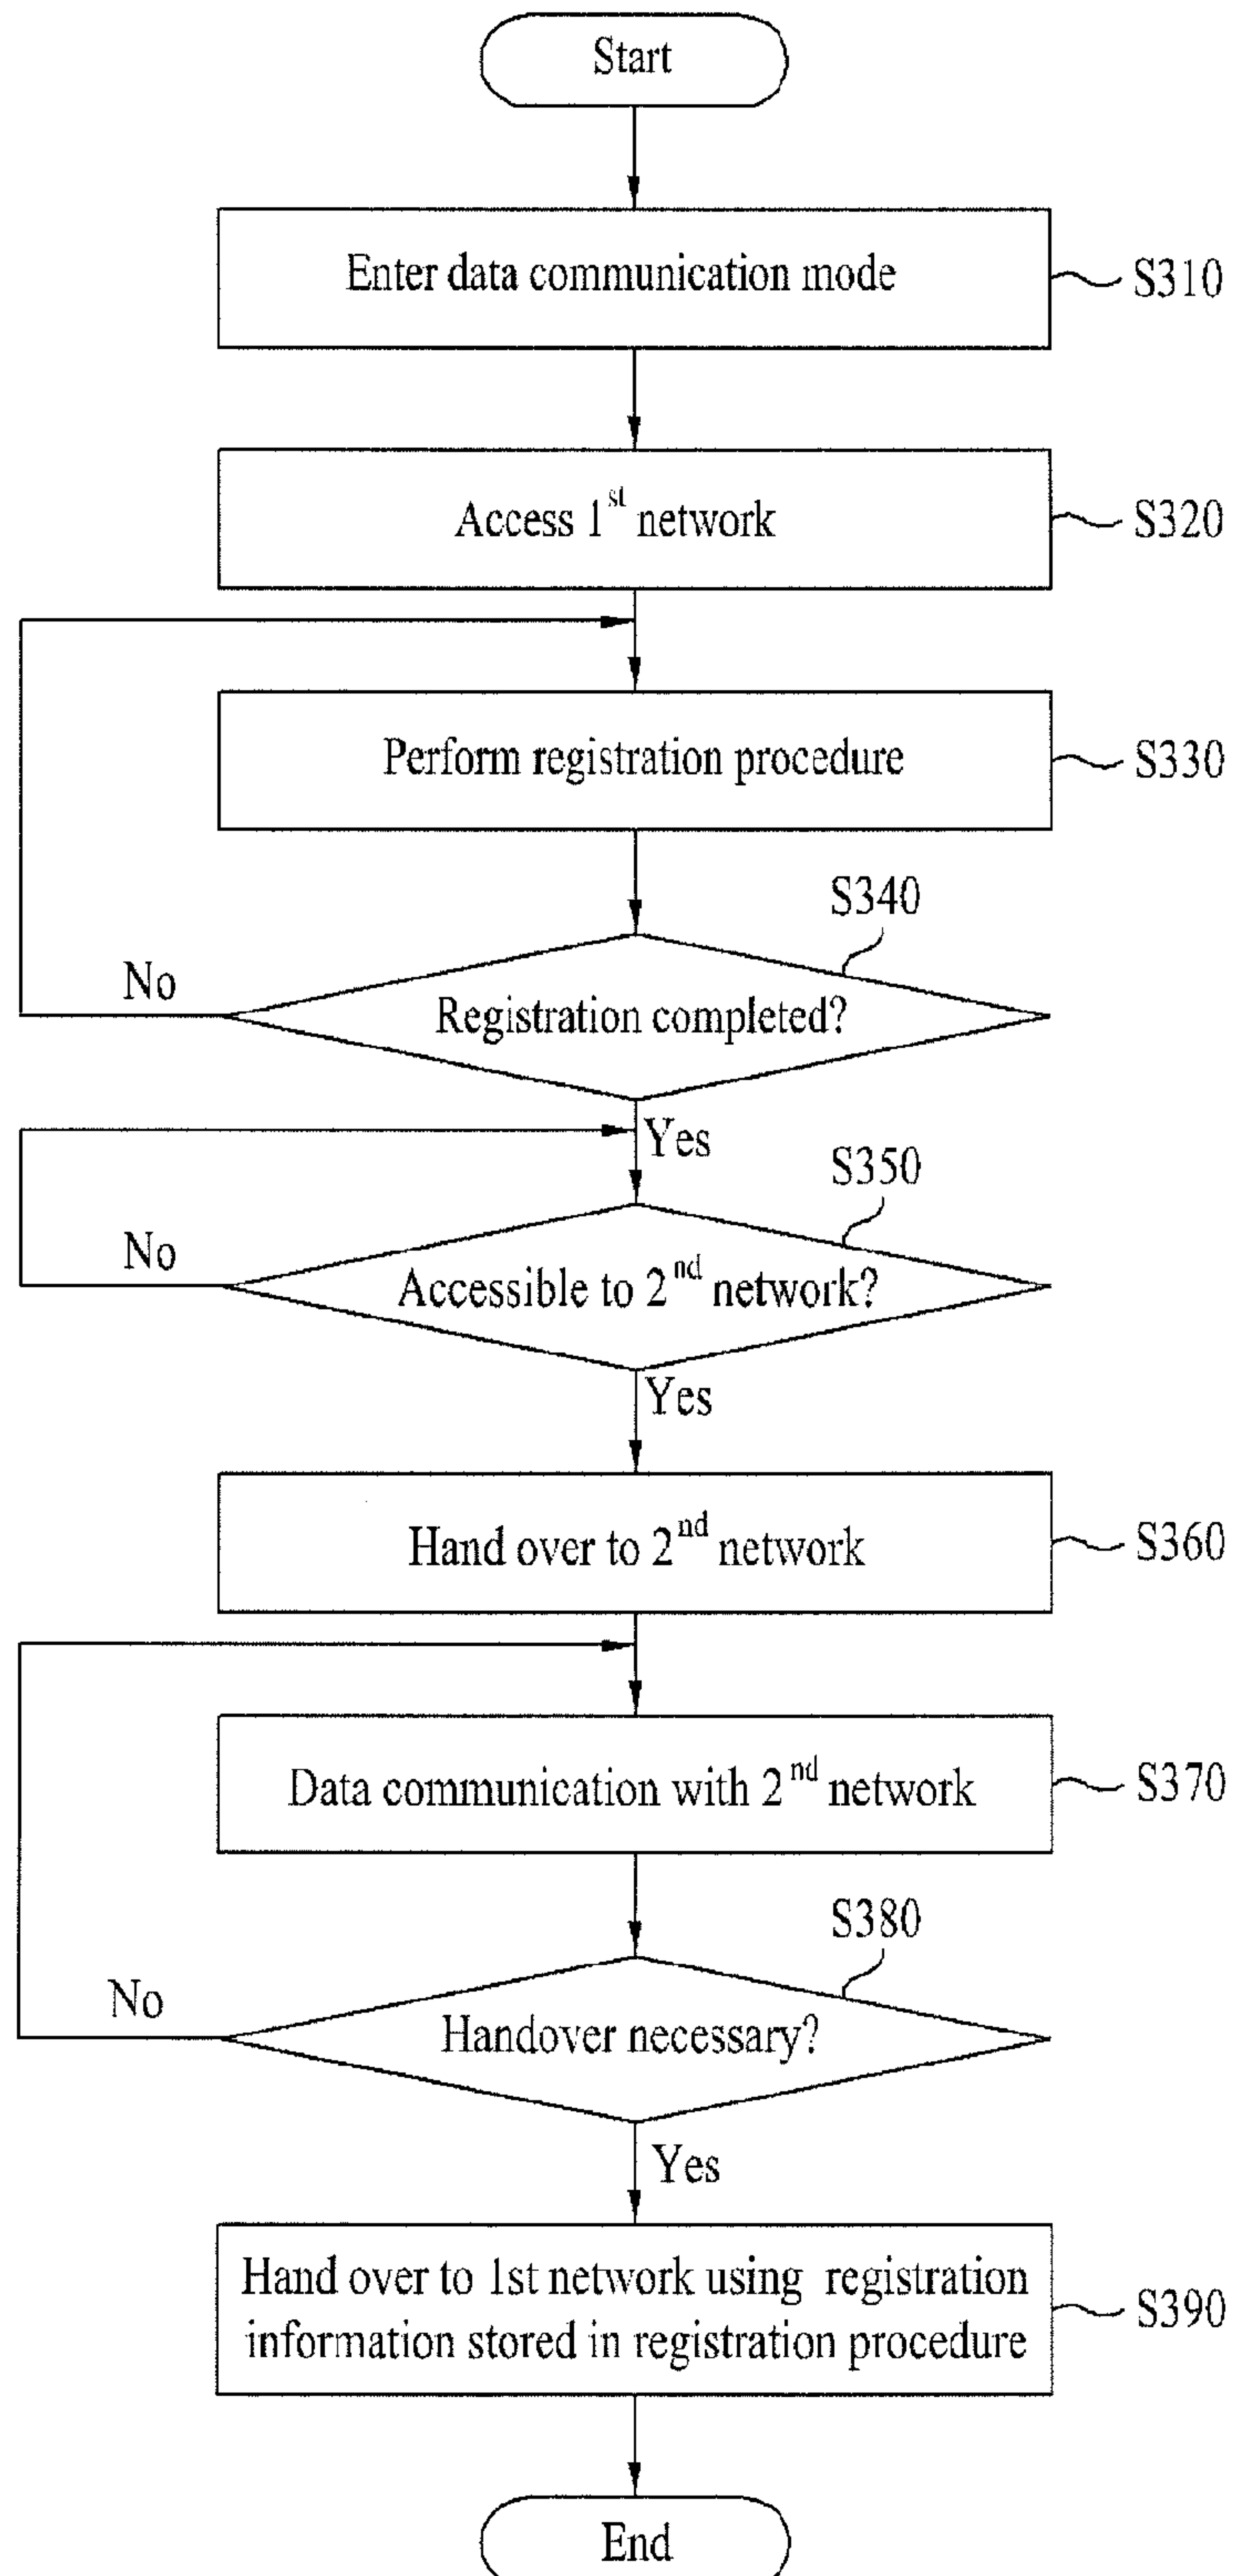 Start
Enter data communication mode
S310
Access 1st network
S320
Perform registration procedure
S330
S340
No
Registration completed?
Yes
S350
No
Accessible to 2nd network?
Yes
Hand over to 2nd network
S360
Data communication with 2nd network
S370
S380
No
Handover necessary?
Yes
Hand over to 1st network using registration
information stored in registration procedure
S390
End